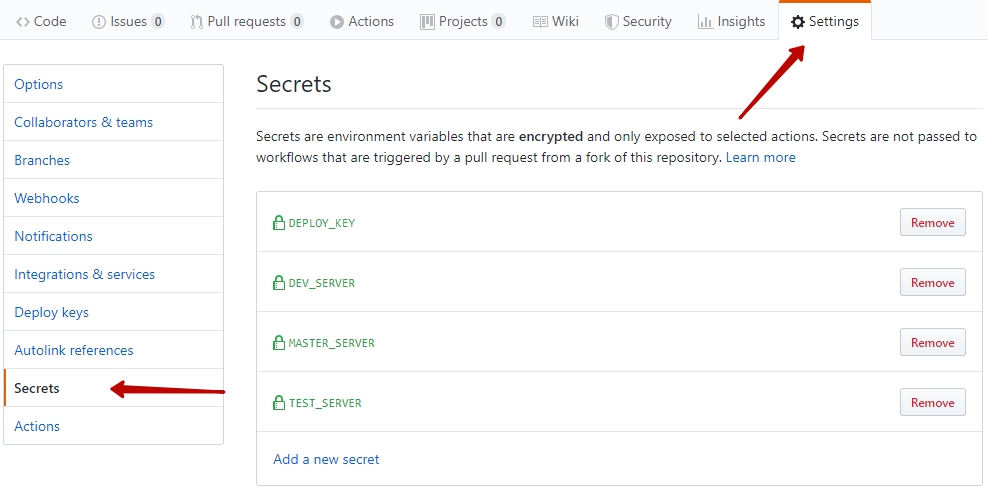 Code Issues 0 Pull requests 0 Actions Projects 0 Wiki Security Insights Settings
Options
Collaborators & teams
Branches
Webhooks
Notifications
Integrations & services
Deploy keys
Autolink references
Secrets
Actions
Secrets
Secrets are environment variables that are encrypted and only exposed to selected actions. Secrets are not passed to
workflows that are triggered by a pull request from a fork of this repository. Learn more
DEPLOY_KEY Remove
DEV_SERVER Remove
MASTER_SERVER Remove
TEST_SERVER Remove
Add a new secret